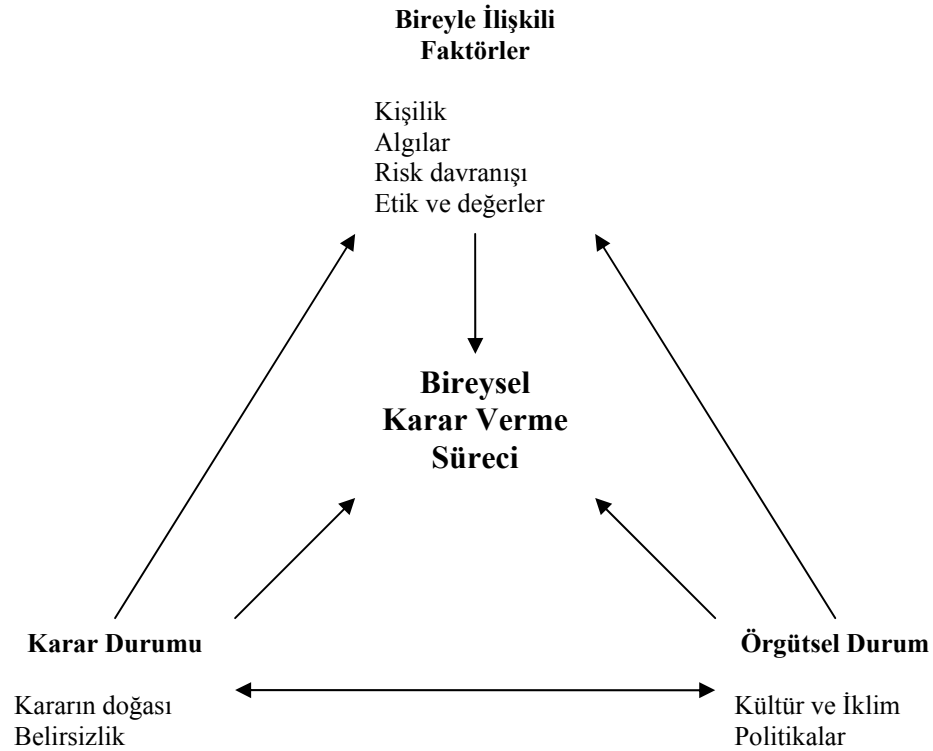 Bireyle İlişkili
Faktörler
Kişilik
Algılar
Risk davranışı
Etik ve değerler
Bireysel
Karar Verme
Süreci
Karar Durumu
Kararın doğası
Belirsizlik
Örgütsel Durum
Kültür ve İklim
Politikalar